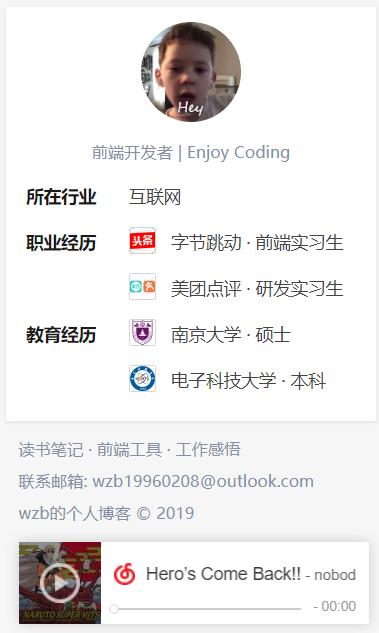 Hey
前端开发者 | Enjoy Coding
所在行业 互联网
职业经历 头条 字节跳动 · 前端实习生
美团点评 · 研发实习生
教育经历 南京大学 · 硕士
电子科技大学 · 本科
读书笔记 · 前端工具 · 工作感悟
联系邮箱: wzb19960208@outlook.com
wzb的个人博客 © 2019
NARUTO SUPER HITS
Hero's Come Back!! - nobod
- 00:00